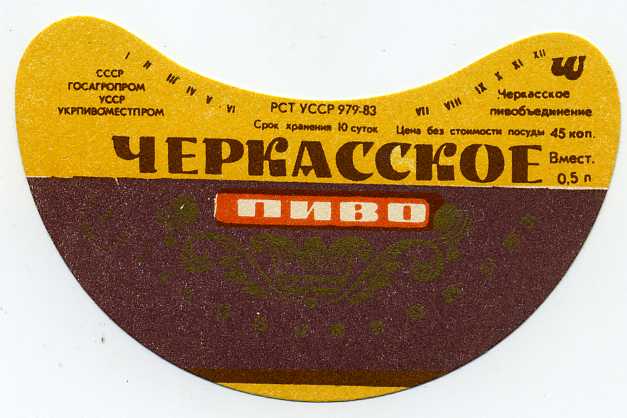 I II III IV V VI VII VIII IX X XI XII
СССР
ГОСАГРОПРОМ
УССР
УКРПИВОМЕСТПРОМ
РСТ УССР 979-83
Черкасское
пивобъединение
Срок хранения 10 суток
Цена без стоимости посуды 45 коп.
ЧЕРКАССКОЕ
Вмест.
0,5 л
ПИВО